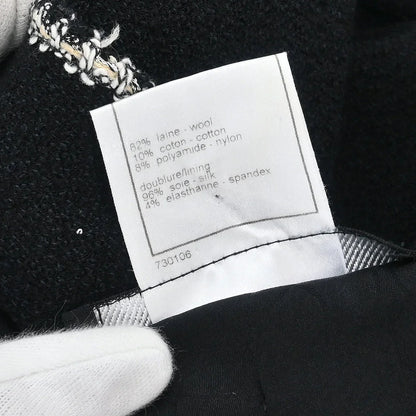 82% laine - wool
10% coton - cotton
8% polyamide - nylon
doublure/lining
96% soie - silk
4% elasthanne - spandex
730106